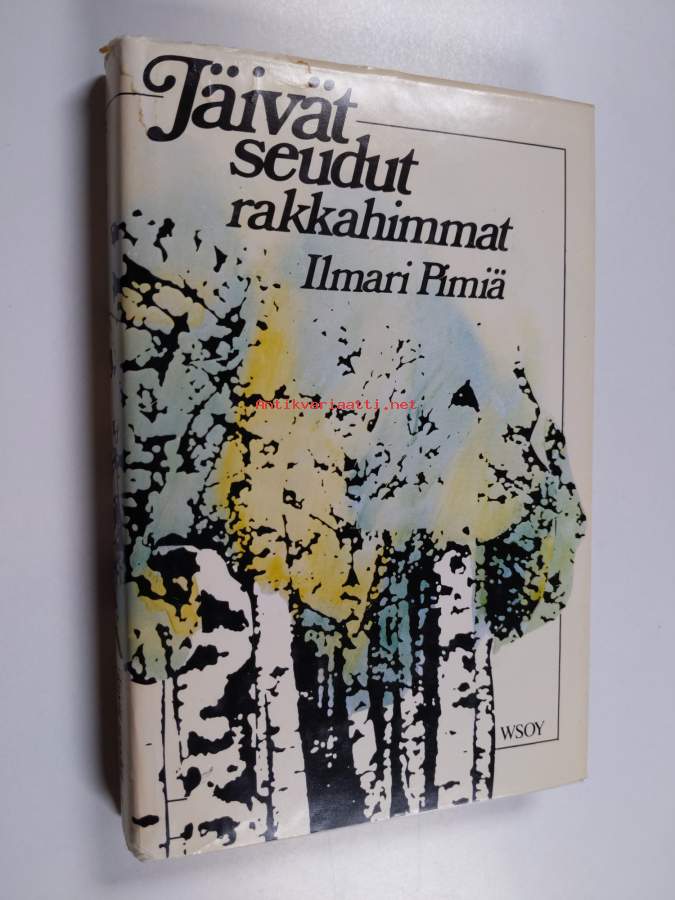 Jäivät
seudut
rakkahimmat
Ilmari Pimiä
Antikvariaatti.net
WSOY